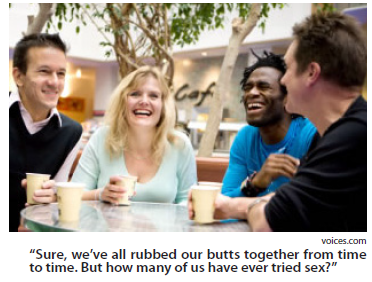 Caf
voices.com
“Sure, we’ve all rubbed our butts together from time
to time. But how many of us have ever tried sex?”